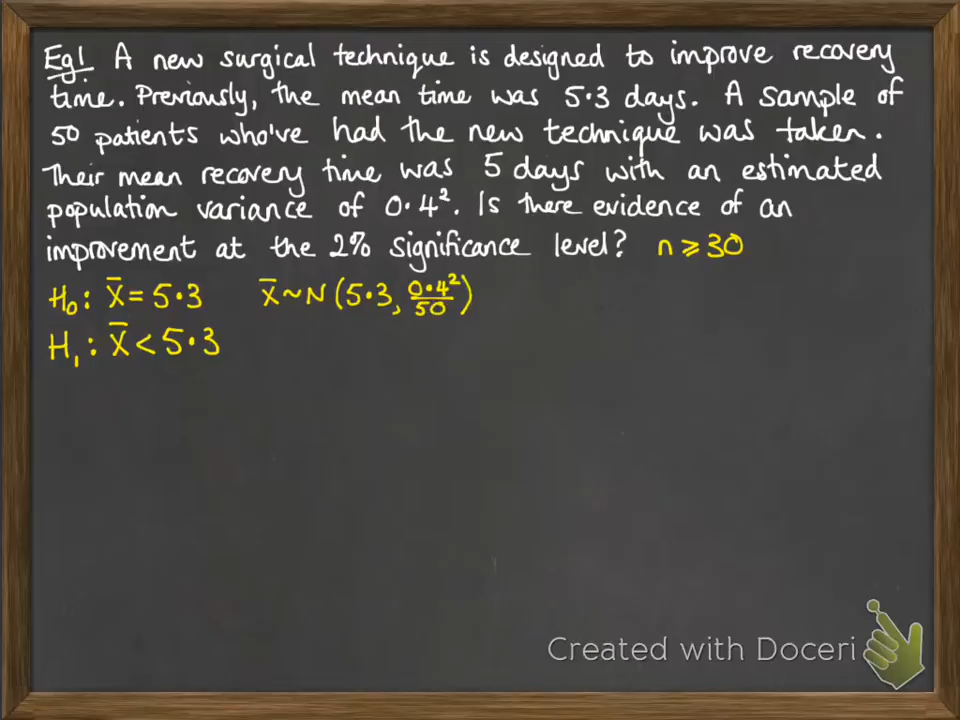 Eg1 A new surgical technique is designed to improve recovery
time. Previously, the mean time was 5·3 days. A sample of
50 patients who've had the new technique was taken.
Their mean recovery time was 5 days with an estimated
population variance of 0·4². Is there evidence of an
improvement at the 2% significance level? n ≥ 30
H₀: X̄ = 5·3 X̄ ~ N (5·3, 0·4²/50)
H₁: X̄ < 5·3
Created with Doceri